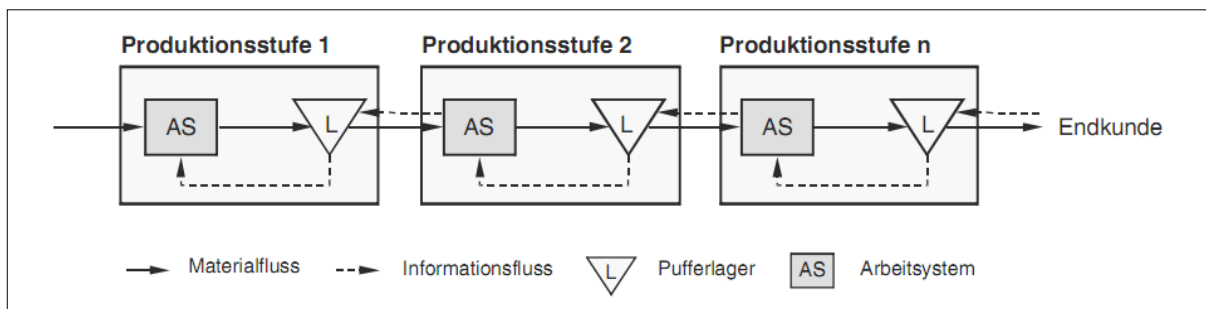 Produktionsstufe 1 Produktionsstufe 2 Produktionsstufe n
AS L AS L AS L Endkunde
Materialfluss Informationsfluss L Pufferlager AS Arbeitsystem